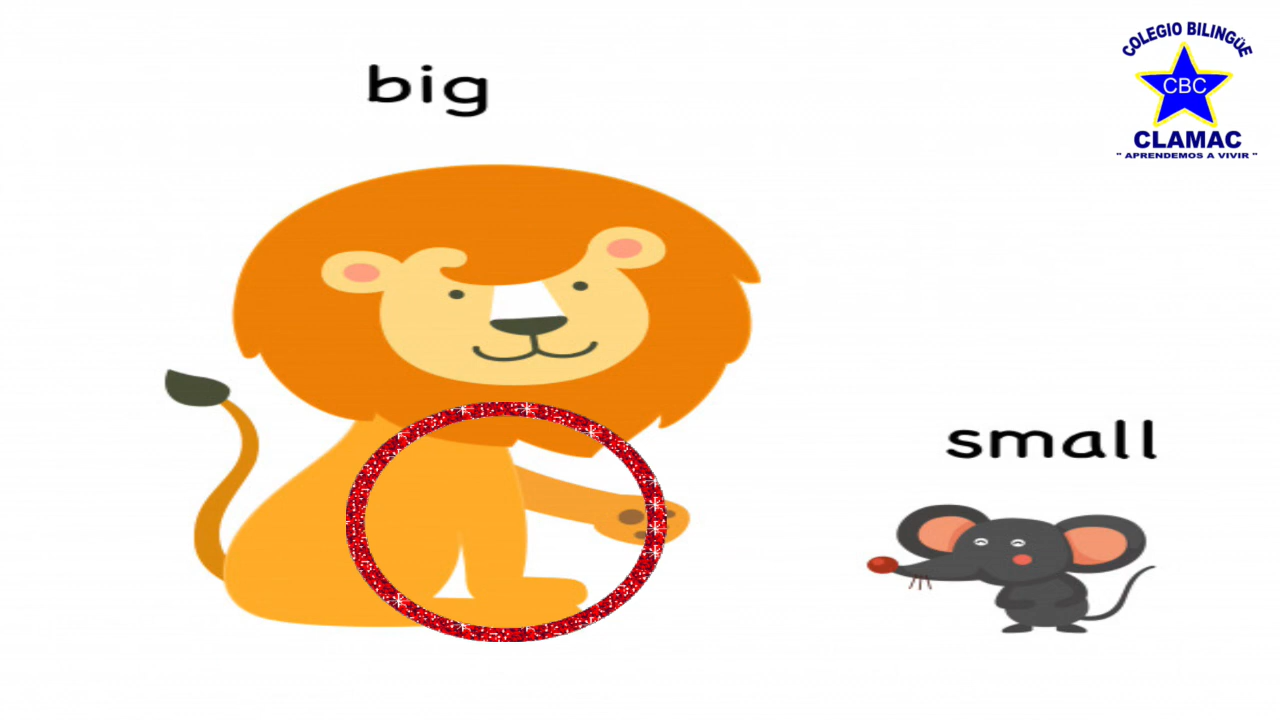 big
COLEGIO BILINGÜE
CBC
CLAMAC
" APRENDEMOS A VIVIR "
small